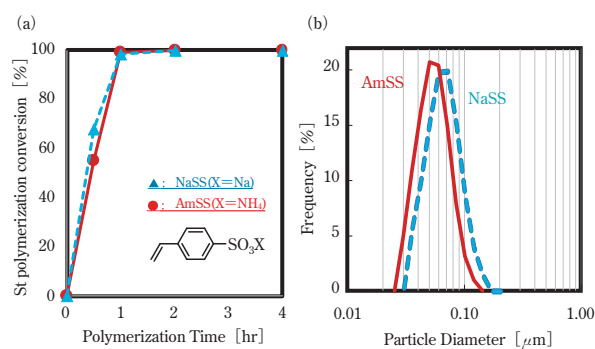 (a)
St polymerization conversion [%]
100
80
60
40
20
0
▲: NaSS(X=Na)
●: AmSS(X=NH₄)
SO₃X
0 1 2 4
Polymerization Time [hr]
(b)
Frequency [%]
20
15
10
5
0
AmSS
NaSS
0.01 0.10 1.00
Particle Diameter [μm]